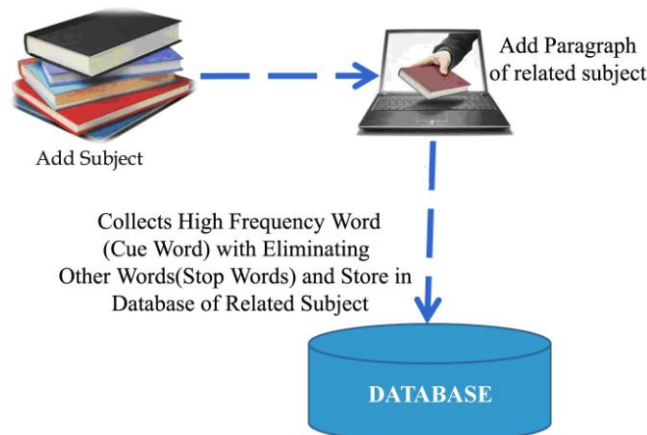 Add Subject
Add Paragraph
of related subject
Collects High Frequency Word
(Cue Word) with Eliminating
Other Words(Stop Words) and Store in
Database of Related Subject
DATABASE